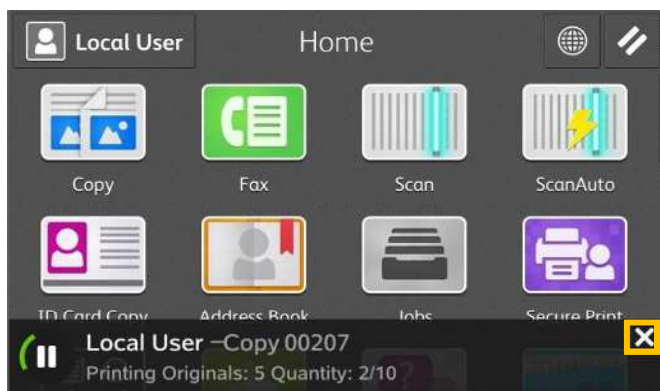 Local User
Home
Copy
Fax
Scan
ScanAuto
ID Card Copy
Address Book
Jobs
Secure Print
Local User –Copy 00207
Printing Originals: 5 Quantity: 2/10